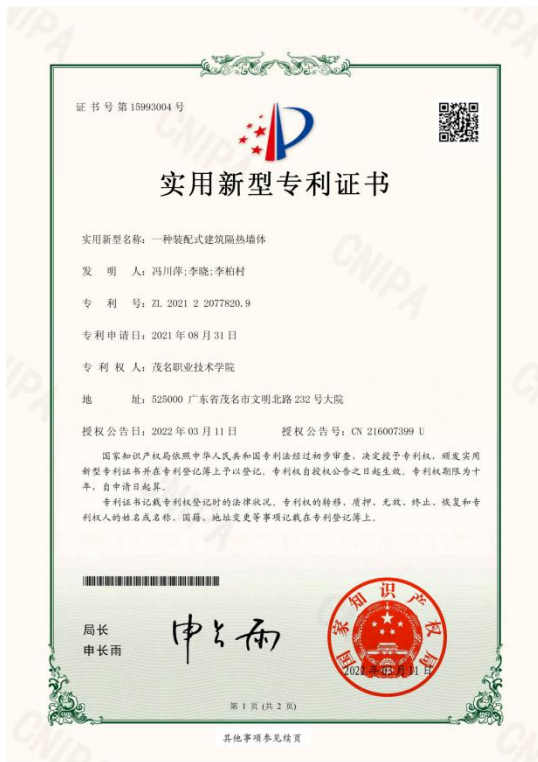 证书号第15993004号
实用新型专利证书
实用新型名称：一种装配式建筑隔热墙体
发明人：冯川萍;李晓;李柏村
专利号：ZL 2021 2 2077820.9
专利申请日：2021年08月31日
专利权人：茂名职业技术学院
地址：525000 广东省茂名市文明北路232号大院
授权公告日：2022年03月11日 授权公告号：CN 216007399 U
国家知识产权局依照中华人民共和国专利法经过初步审查，决定授予专利权，颁发实用
新型专利证书并在专利登记簿上予以登记。专利权自授权公告之日起生效。专利权期限为十
年，自申请日起算。
专利证书记载专利权登记时的法律状况。专利权的转移、质押、无效、终止、恢复和专
利权人的姓名或名称、国籍、地址变更等事项记载在专利登记簿上。
局长
申长雨
申长雨
国家知识产权局
2022年03月11日
第 1 页 (共 2 页)
其他事项参见续页
CNIPA
CNIPA
CNIPA
CNIPA